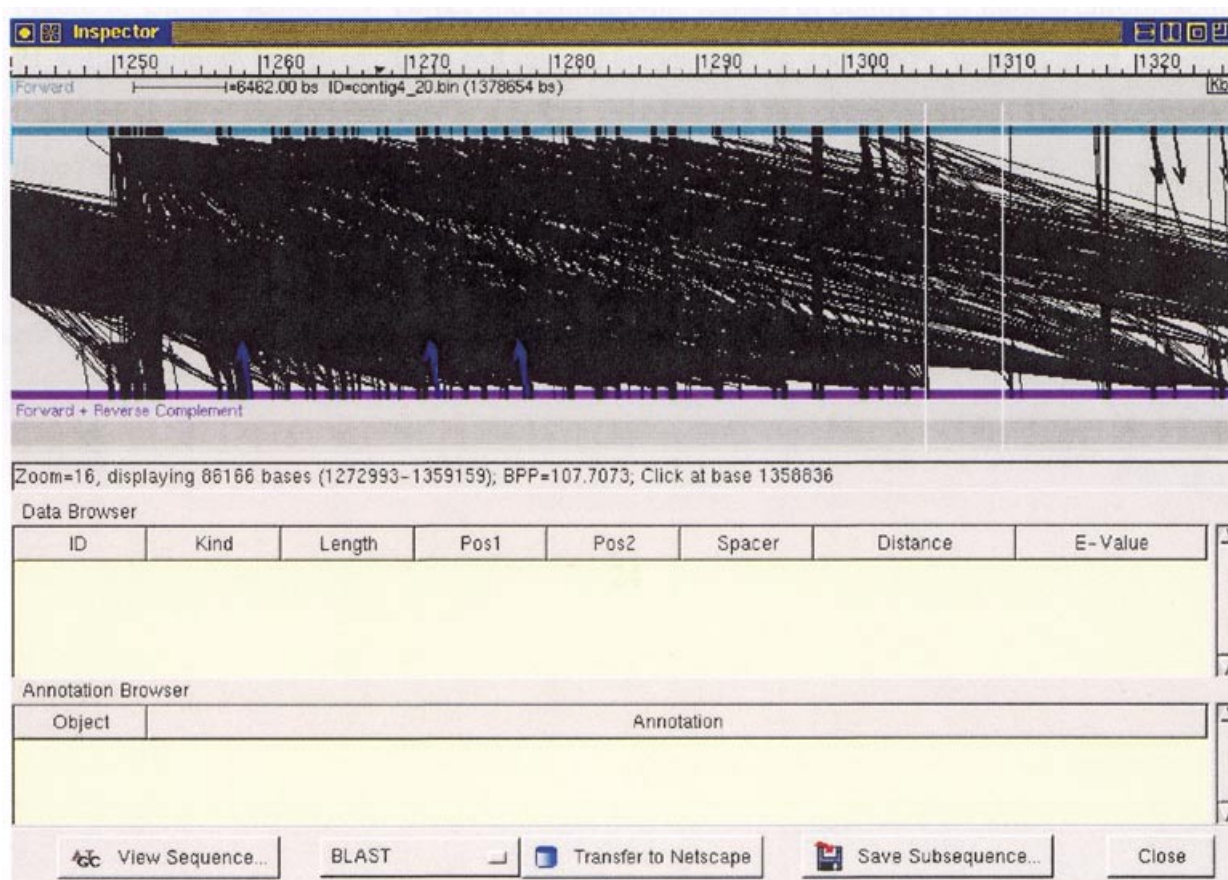 Inspector
|1250 |1260 |1270 |1280 |1290 |1300 |1310 |1320
Forward =6462.00 bs ID=contig4_20.bin (1378654 bs) Kb
Forward + Reverse Complement
Zoom=16, displaying 86166 bases (1272993-1359159); BPP=107.7073; Click at base 1358836
Data Browser
ID Kind Length Pos1 Pos2 Spacer Distance E-Value
Annotation Browser
Object Annotation
AGC View Sequence... BLAST Transfer to Netscape Save Subsequence... Close